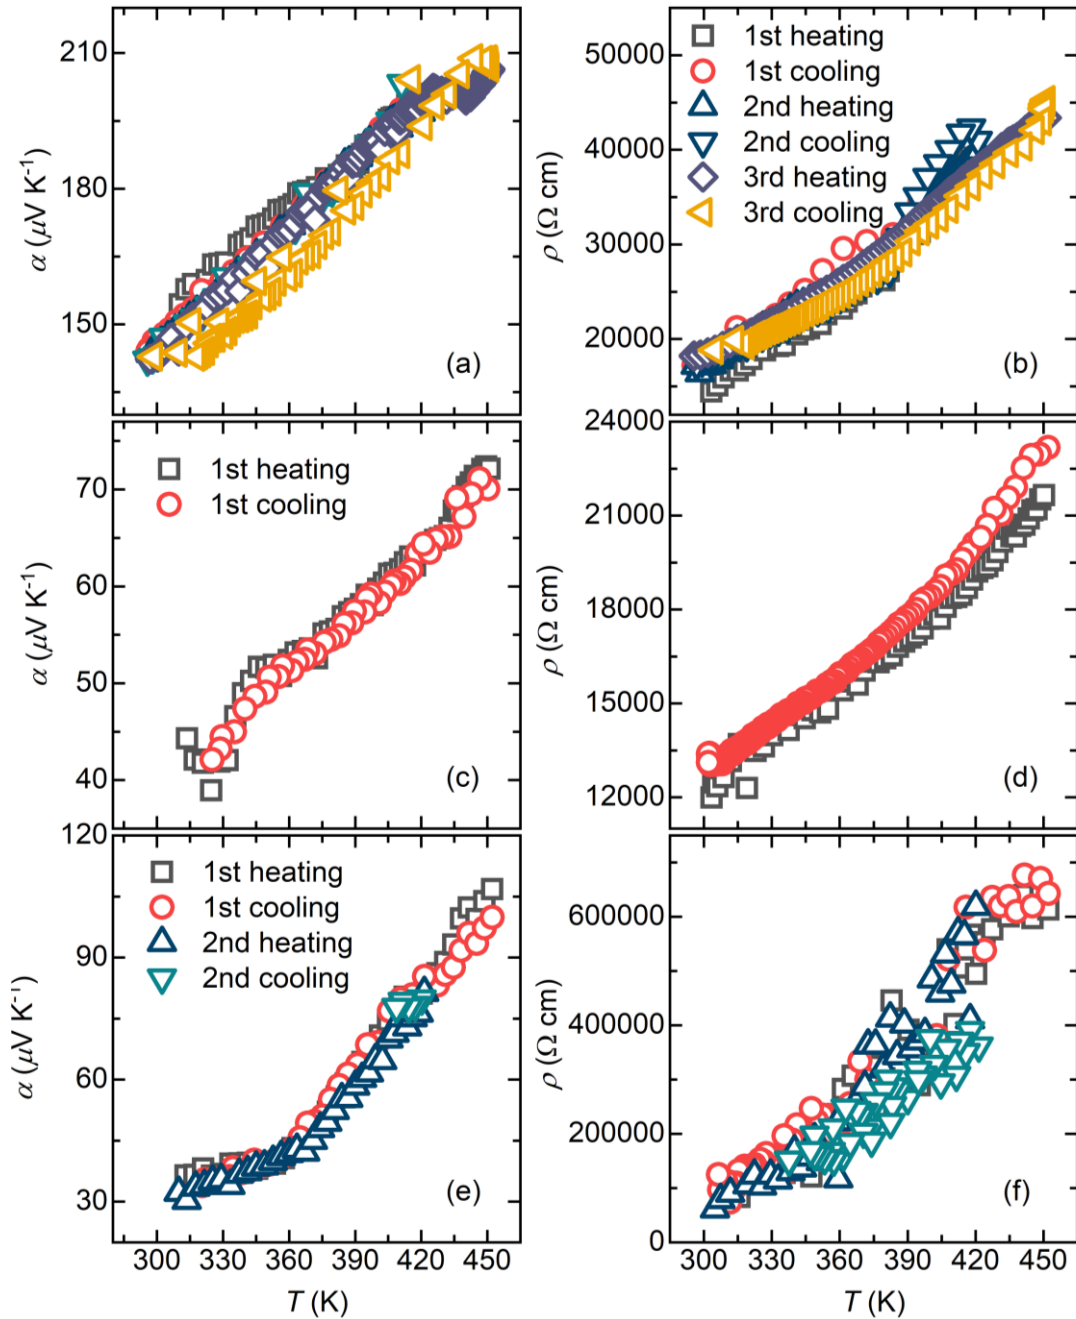 α (μV K⁻¹)
210
180
150
(a)
ρ (Ω cm)
50000
40000
30000
20000
1st heating
1st cooling
2nd heating
2nd cooling
3rd heating
3rd cooling
(b)
α (μV K⁻¹)
70
60
50
40
1st heating
1st cooling
(c)
ρ (Ω cm)
24000
21000
18000
15000
12000
(d)
α (μV K⁻¹)
120
90
60
30
1st heating
1st cooling
2nd heating
2nd cooling
(e)
300 330 360 390 420 450
T (K)
ρ (Ω cm)
600000
400000
200000
0
(f)
300 330 360 390 420 450
T (K)